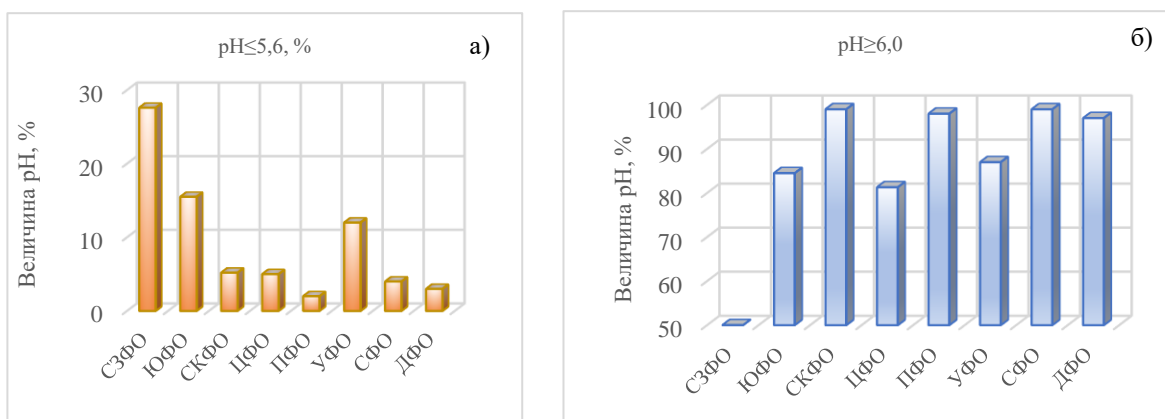 pH≤5,6, %
а)
Величина pH, %
30
20
10
0
СЗФО
ЮФО
СКФО
ЦФО
ПФО
УФО
СФО
ДФО
pH≥6,0
б)
Величина pH, %
100
90
80
70
60
50
СЗФО
ЮФО
СКФО
ЦФО
ПФО
УФО
СФО
ДФО